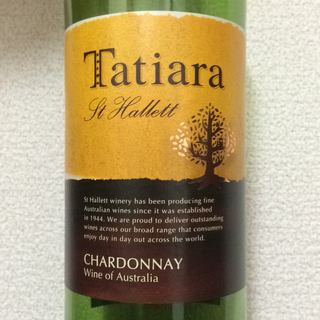 Tatiara
St Hallett
St Hallett winery has been producing fine
Australian wines since it was established
in 1944. We are proud to deliver outstanding
wines across our broad range that consumers
enjoy day in day out across the world.
CHARDONNAY
Wine of Australia